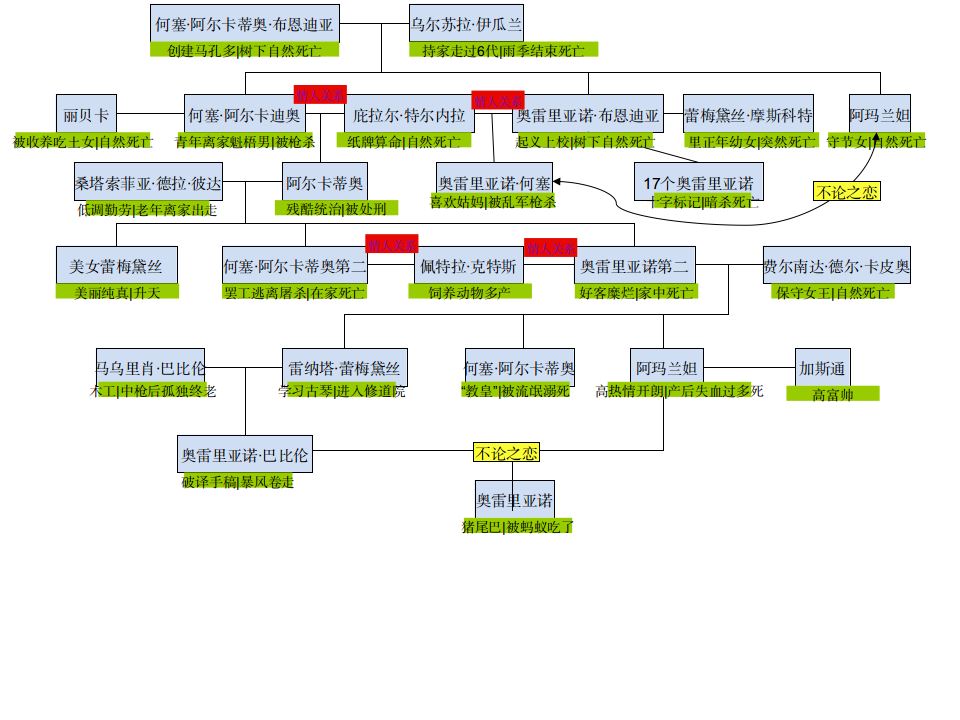 何塞·阿尔卡蒂奥·布恩迪亚
乌尔苏拉·伊瓜兰
创建马孔多|树下自然死亡
持家走过6代|雨季结束死亡
情人关系
情人关系
丽贝卡
何塞·阿尔卡迪奥
庇拉尔·特尔内拉
奥雷里亚诺·布恩迪亚
蕾梅黛丝·摩斯科特
阿玛兰妲
被收养吃土女|自然死亡
青年离家魁梧男|被枪杀
纸牌算命|自然死亡
起义上校|树下自然死亡
里正年幼女|突然死亡
守节女|自然死亡
桑塔索菲亚·德拉·彼达
阿尔卡蒂奥
奥雷里亚诺·何塞
17个奥雷里亚诺
不论之恋
低调勤劳|老年离家出走
残酷统治|被处刑
喜欢姑妈|被乱军枪杀
十字标记|暗杀死亡
情人关系
情人关系
美女蕾梅黛丝
何塞·阿尔卡蒂奥第二
佩特拉·克特斯
奥雷里亚诺第二
费尔南达·德尔·卡皮奥
美丽纯真|升天
罢工逃离屠杀|在家死亡
饲养动物多产
好客糜烂|家中死亡
保守女王|自然死亡
马乌里肖·巴比伦
雷纳塔·蕾梅黛丝
何塞·阿尔卡蒂奥
阿玛兰妲
加斯通
木工|中枪后孤独终老
学习古琴|进入修道院
“教皇”|被流氓溺死
高热情开朗|产后失血过多死
高富帅
奥雷里亚诺·巴比伦
不论之恋
破译手稿|暴风卷走
奥雷里亚诺
猪尾巴|被蚂蚁吃了